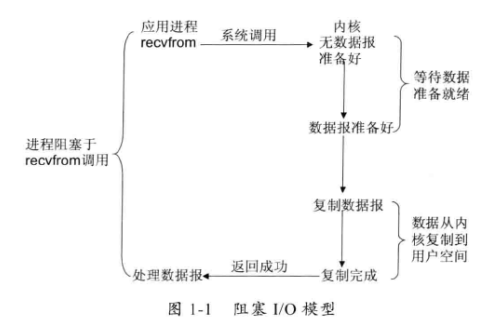 应用进程
recvfrom
系统调用
内核
无数据报
准备好
等待数据
准备就绪
数据报准备好
进程阻塞于
recvfrom调用
复制数据报
数据从内
核复制到
用户空间
处理数据报
返回成功
复制完成
图 1-1 阻塞 I/O 模型